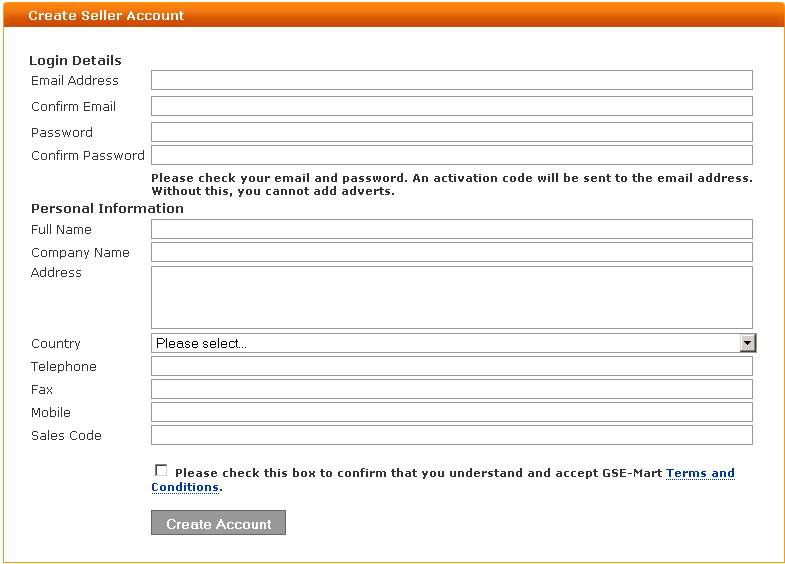 Create Seller Account
Login Details
Email Address
Confirm Email
Password
Confirm Password
Please check your email and password. An activation code will be sent to the email address.
Without this, you cannot add adverts.
Personal Information
Full Name
Company Name
Address
Country
Please select...
Telephone
Fax
Mobile
Sales Code
Please check this box to confirm that you understand and accept GSE-Mart Terms and
Conditions.
Create Account